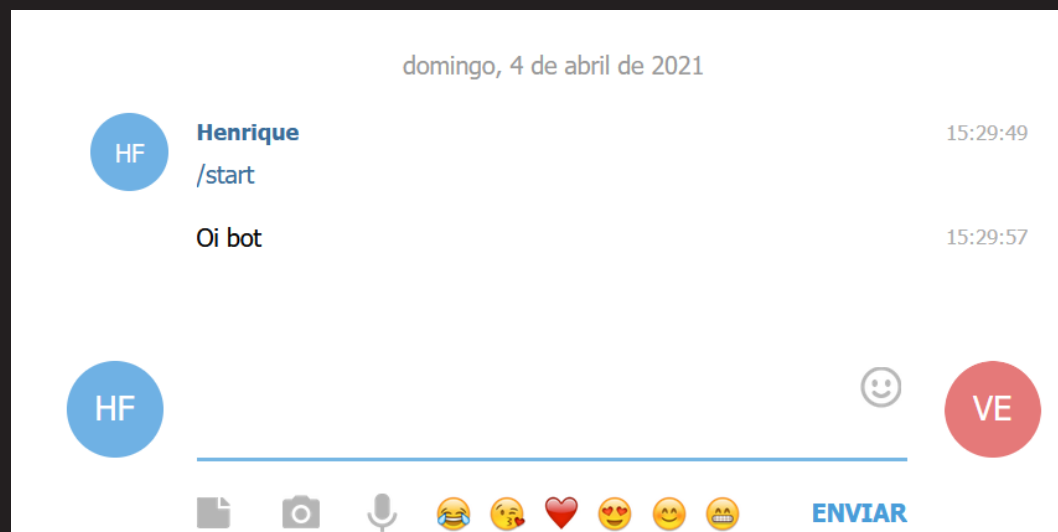 domingo, 4 de abril de 2021
HF
Henrique 15:29:49
/start
Oi bot 15:29:57
HF
VE
ENVIAR